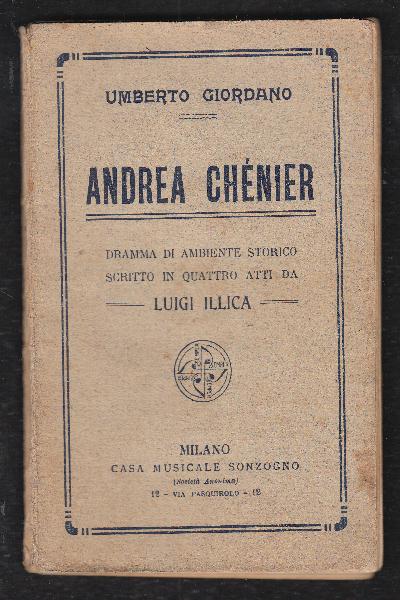 UMBERTO GIORDANO
ANDREA CHÉNIER
DRAMMA DI AMBIENTE STORICO
SCRITTO IN QUATTRO ATTI DA
LUIGI ILLICA
MILANO
CASA MUSICALE SONZOGNO
(Società Anonima)
12 - VIA PASQUIROLO - 12